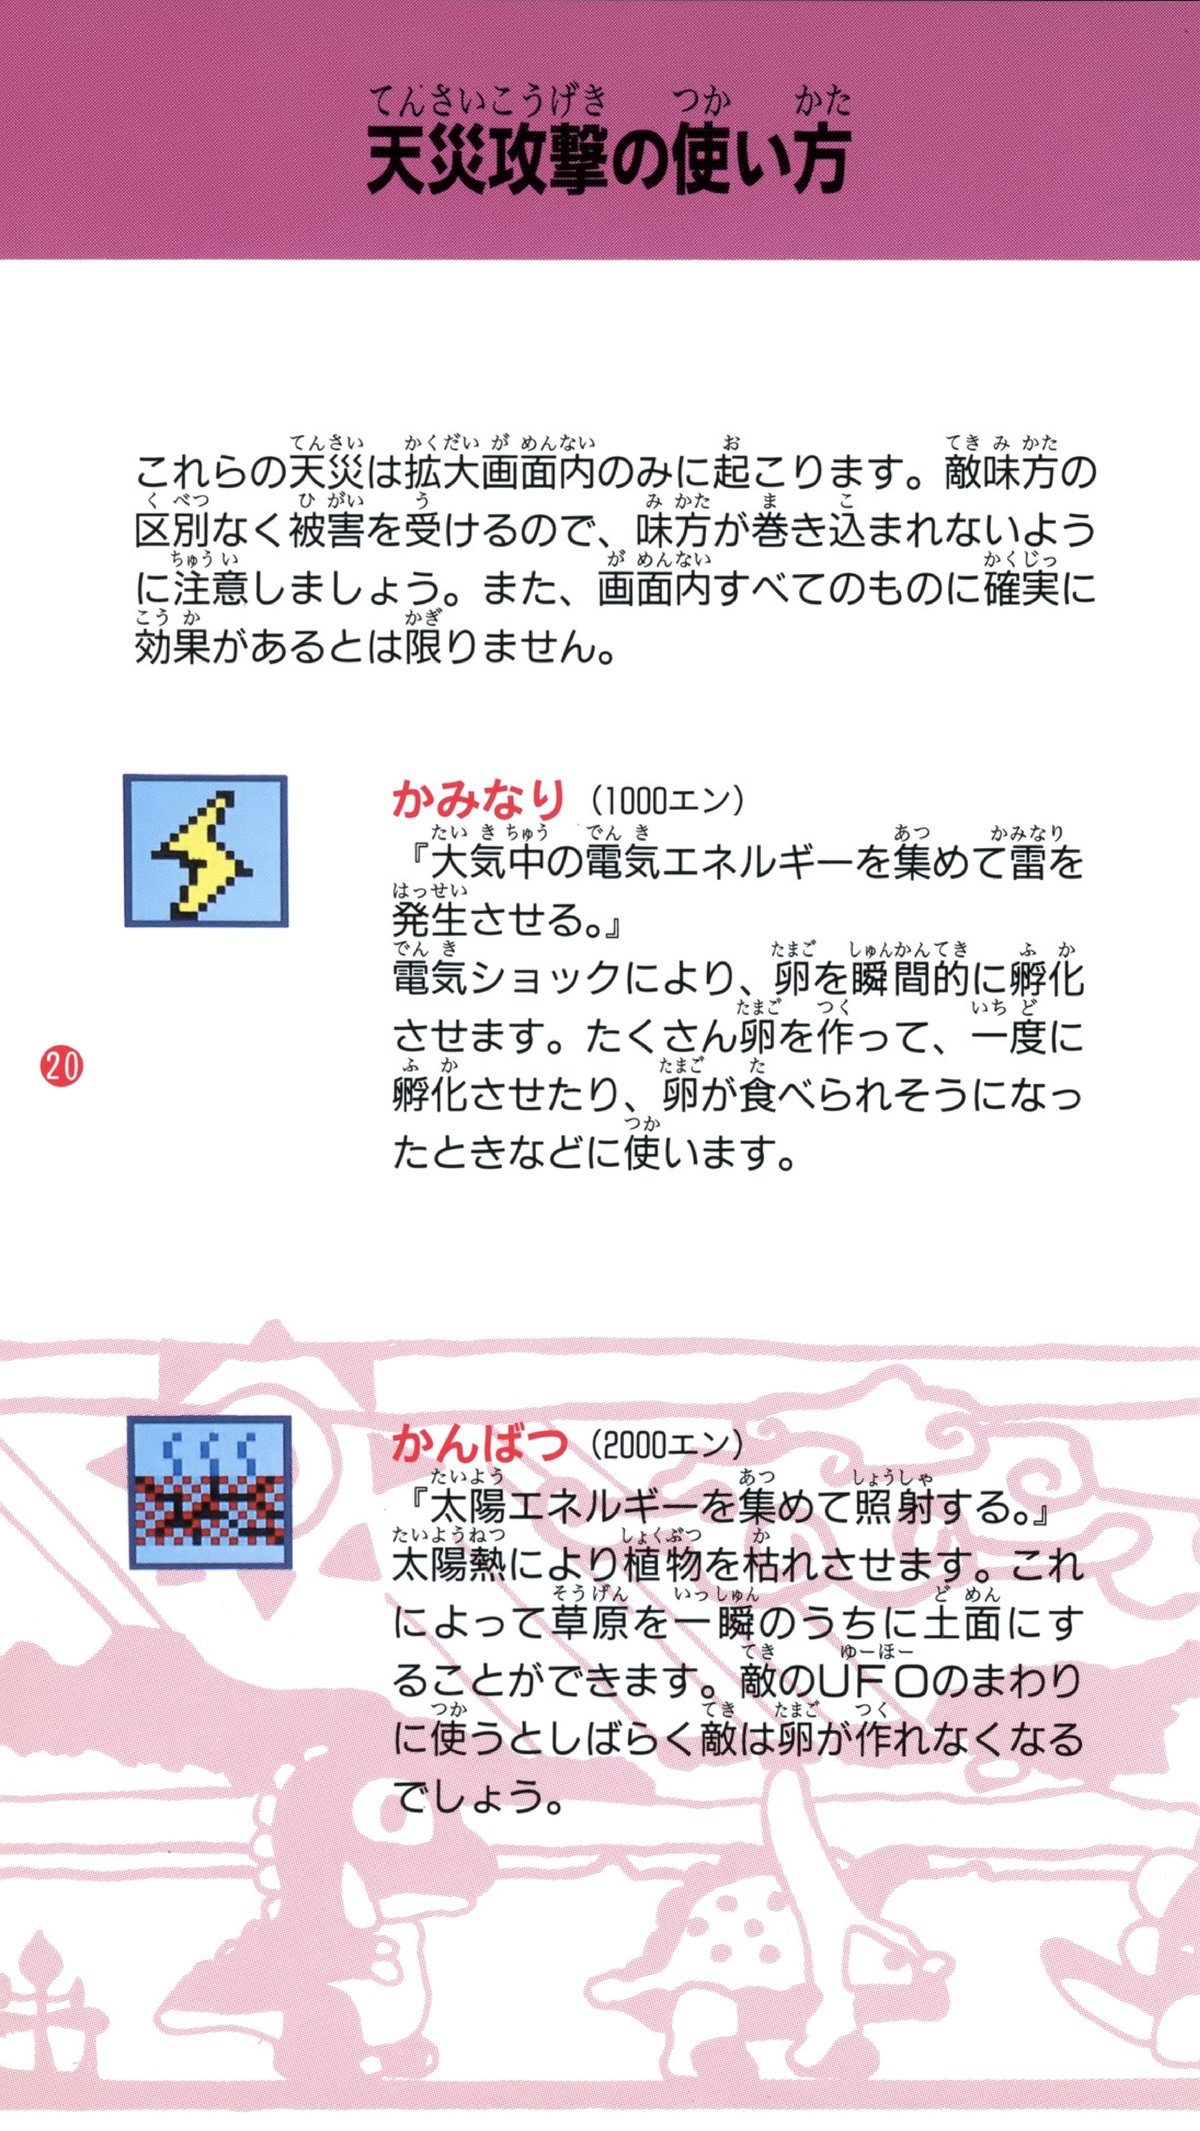 天災攻撃の使い方
これらの天災は拡大画面内のみに起こります。敵味方の
区別なく被害を受けるので、味方が巻き込まれないよう
に注意しましょう。また、画面内すべてのものに確実に
効果があるとは限りません。
かみなり（1000エン）
『大気中の電気エネルギーを集めて雷を
発生させる。』
電気ショックにより、卵を瞬間的に孵化
させます。たくさん卵を作って、一度に
孵化させたり、卵が食べられそうになっ
たときなどに使います。
20
かんばつ（2000エン）
『太陽エネルギーを集めて照射する。』
太陽熱により植物を枯れさせます。これ
によって草原を一瞬のうちに土面にす
ることができます。敵のUFOのまわり
に使うとしばらく敵は卵が作れなくなる
でしょう。